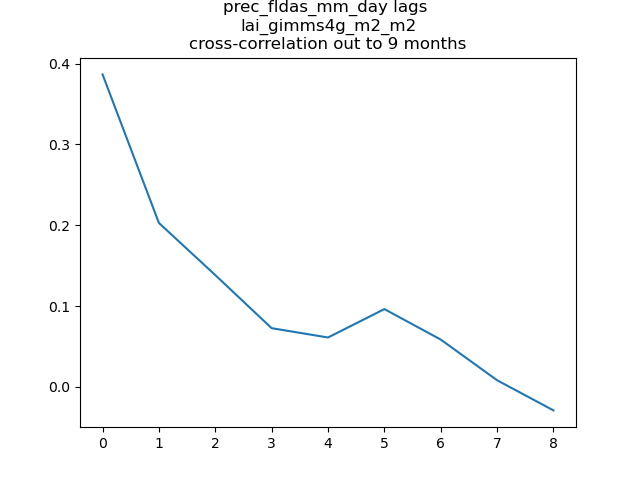 prec_fldas_mm_day lags
lai_gimms4g_m2_m2
cross-correlation out to 9 months
0.4
0.3
0.2
0.1
0.0
0 1 2 3 4 5 6 7 8